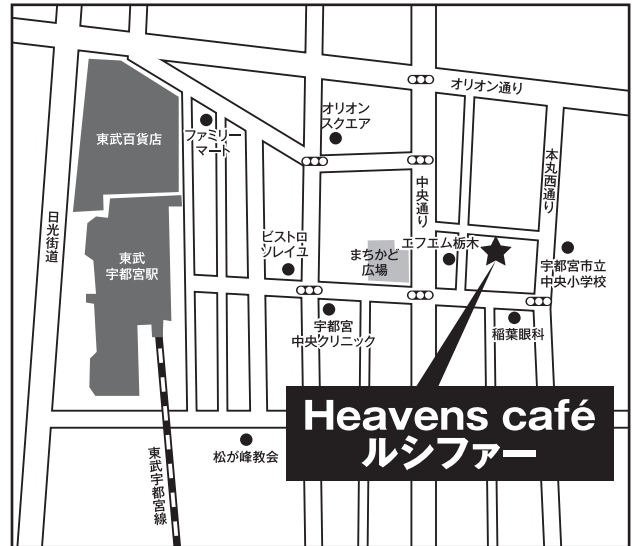 オリオン通り
オリオン
スクエア
ファミリー
マート
東武百貨店
本丸西通り
中央通り
日光街道
ビストロ
ソレイユ
エフエム栃木
まちかど
広場
東武
宇都宮駅
宇都宮市立
中央小学校
宇都宮
中央クリニック
稲葉眼科
Heavens café
ルシファー
松が峰教会
東武宇都宮線